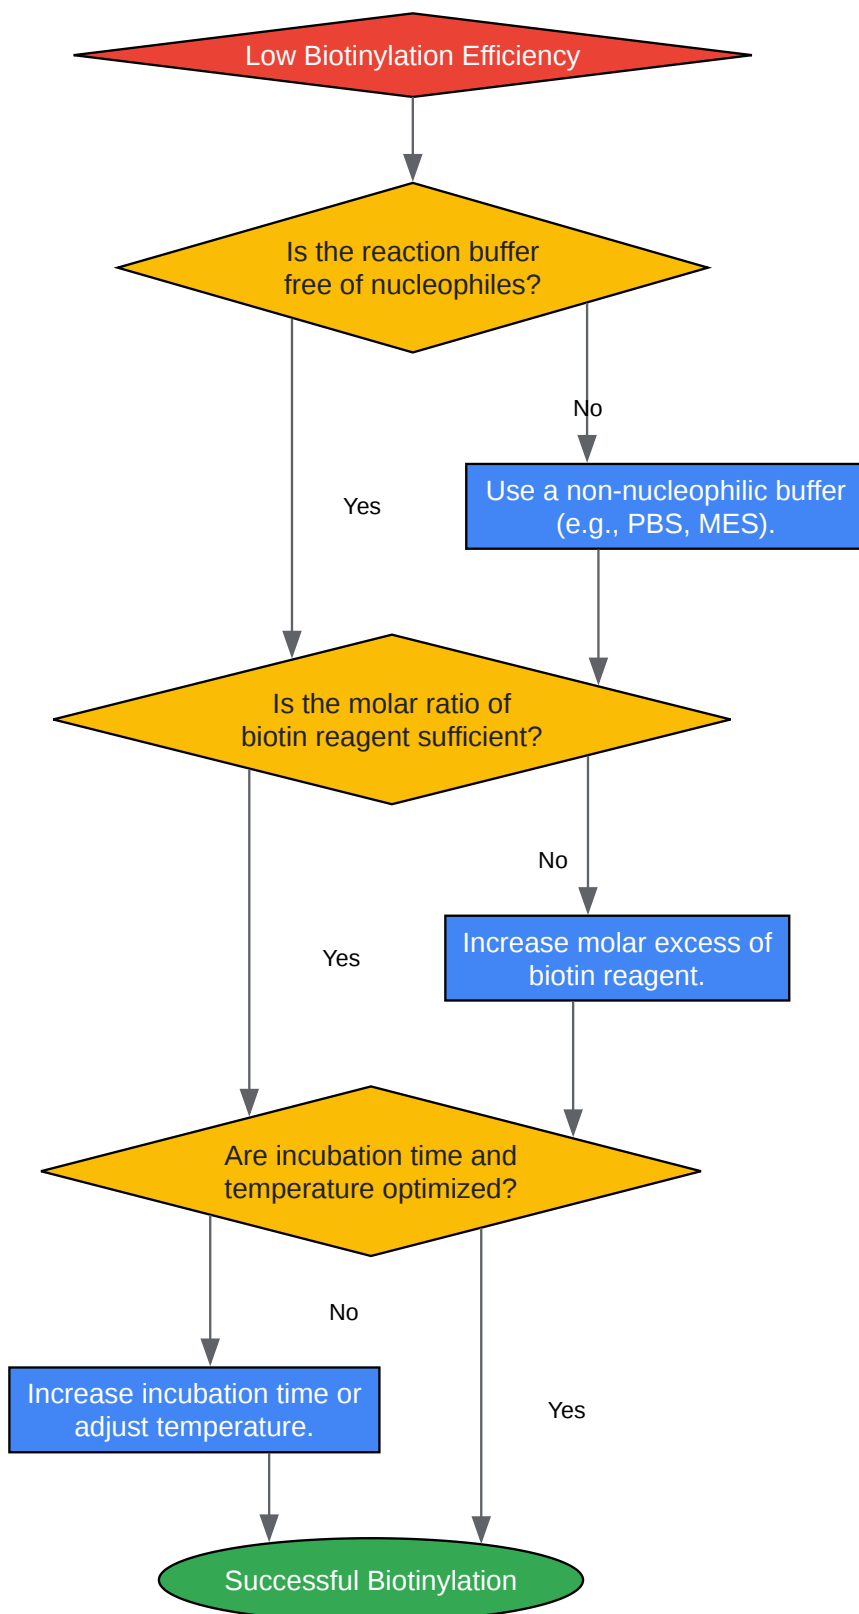 Low Biotinylation Efficiency
Is the reaction buffer
free of nucleophiles?
No
Yes
Use a non-nucleophilic buffer
(e.g., PBS, MES).
Is the molar ratio of
biotin reagent sufficient?
No
Yes
Increase molar excess of
biotin reagent.
Are incubation time and
temperature optimized?
No
Yes
Increase incubation time or
adjust temperature.
Successful Biotinylation